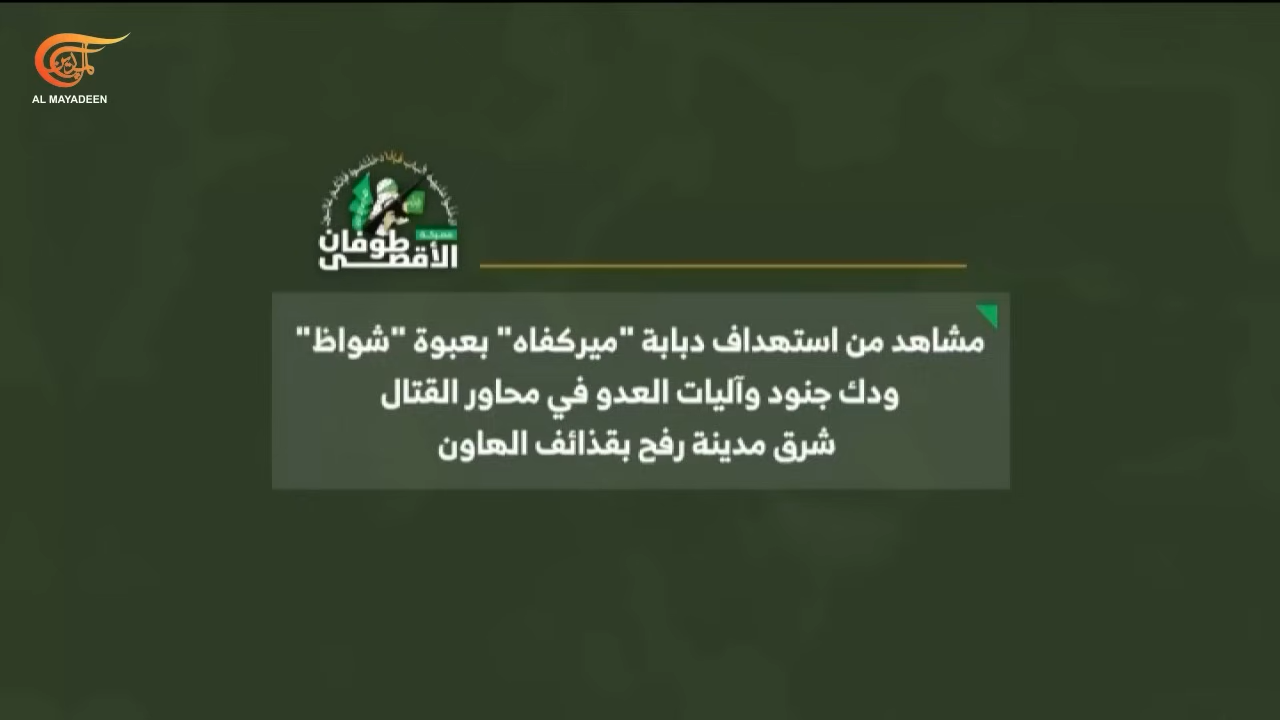 AL MAYADEEN
معركة
طوفان
الأقصى
مشاهد من استهداف دبابة "ميركفاه" بعبوة "شواظ"
ودك جنود وآليات العدو في محاور القتال
شرق مدينة رفح بقذائف الهاون